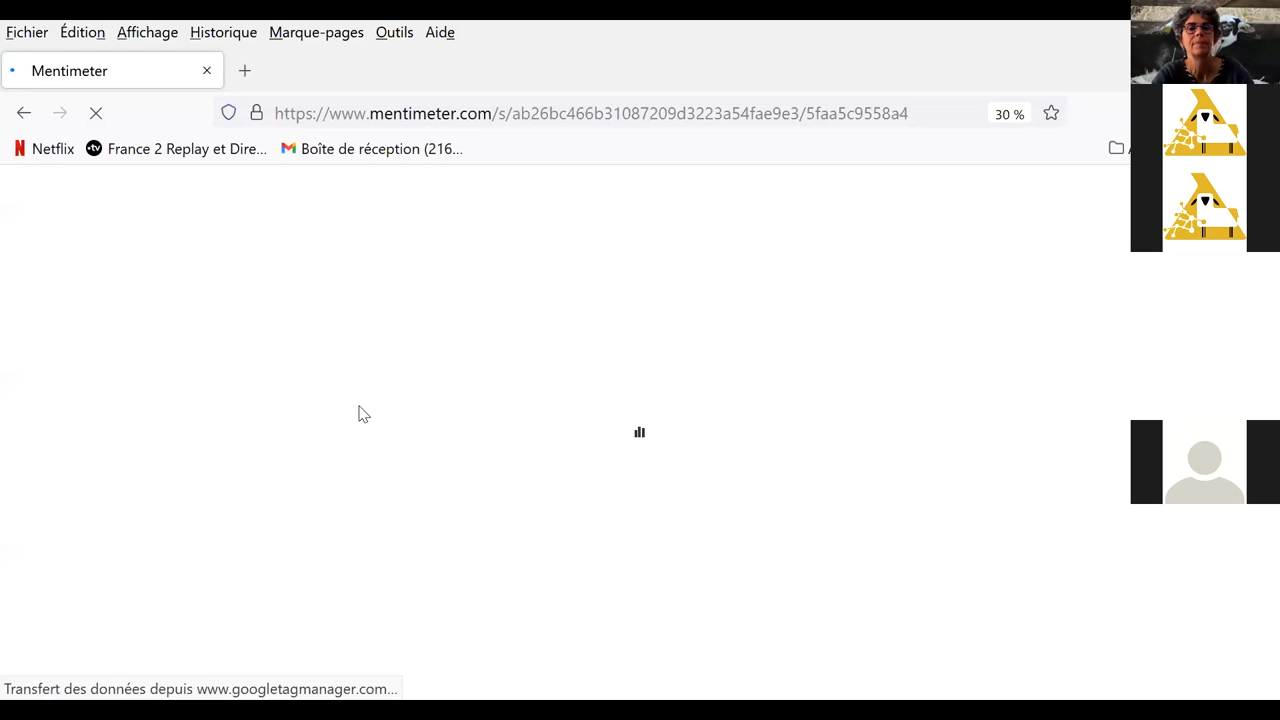 Fichier Édition Affichage Historique Marque-pages Outils Aide
Mentimeter
https://www.mentimeter.com/s/ab26bc466b31087209d3223a54fae9e3/5faa5c9558a4 30 %
Netflix France 2 Replay et Dire... Boîte de réception (216...
Transfert des données depuis www.googletagmanager.com...